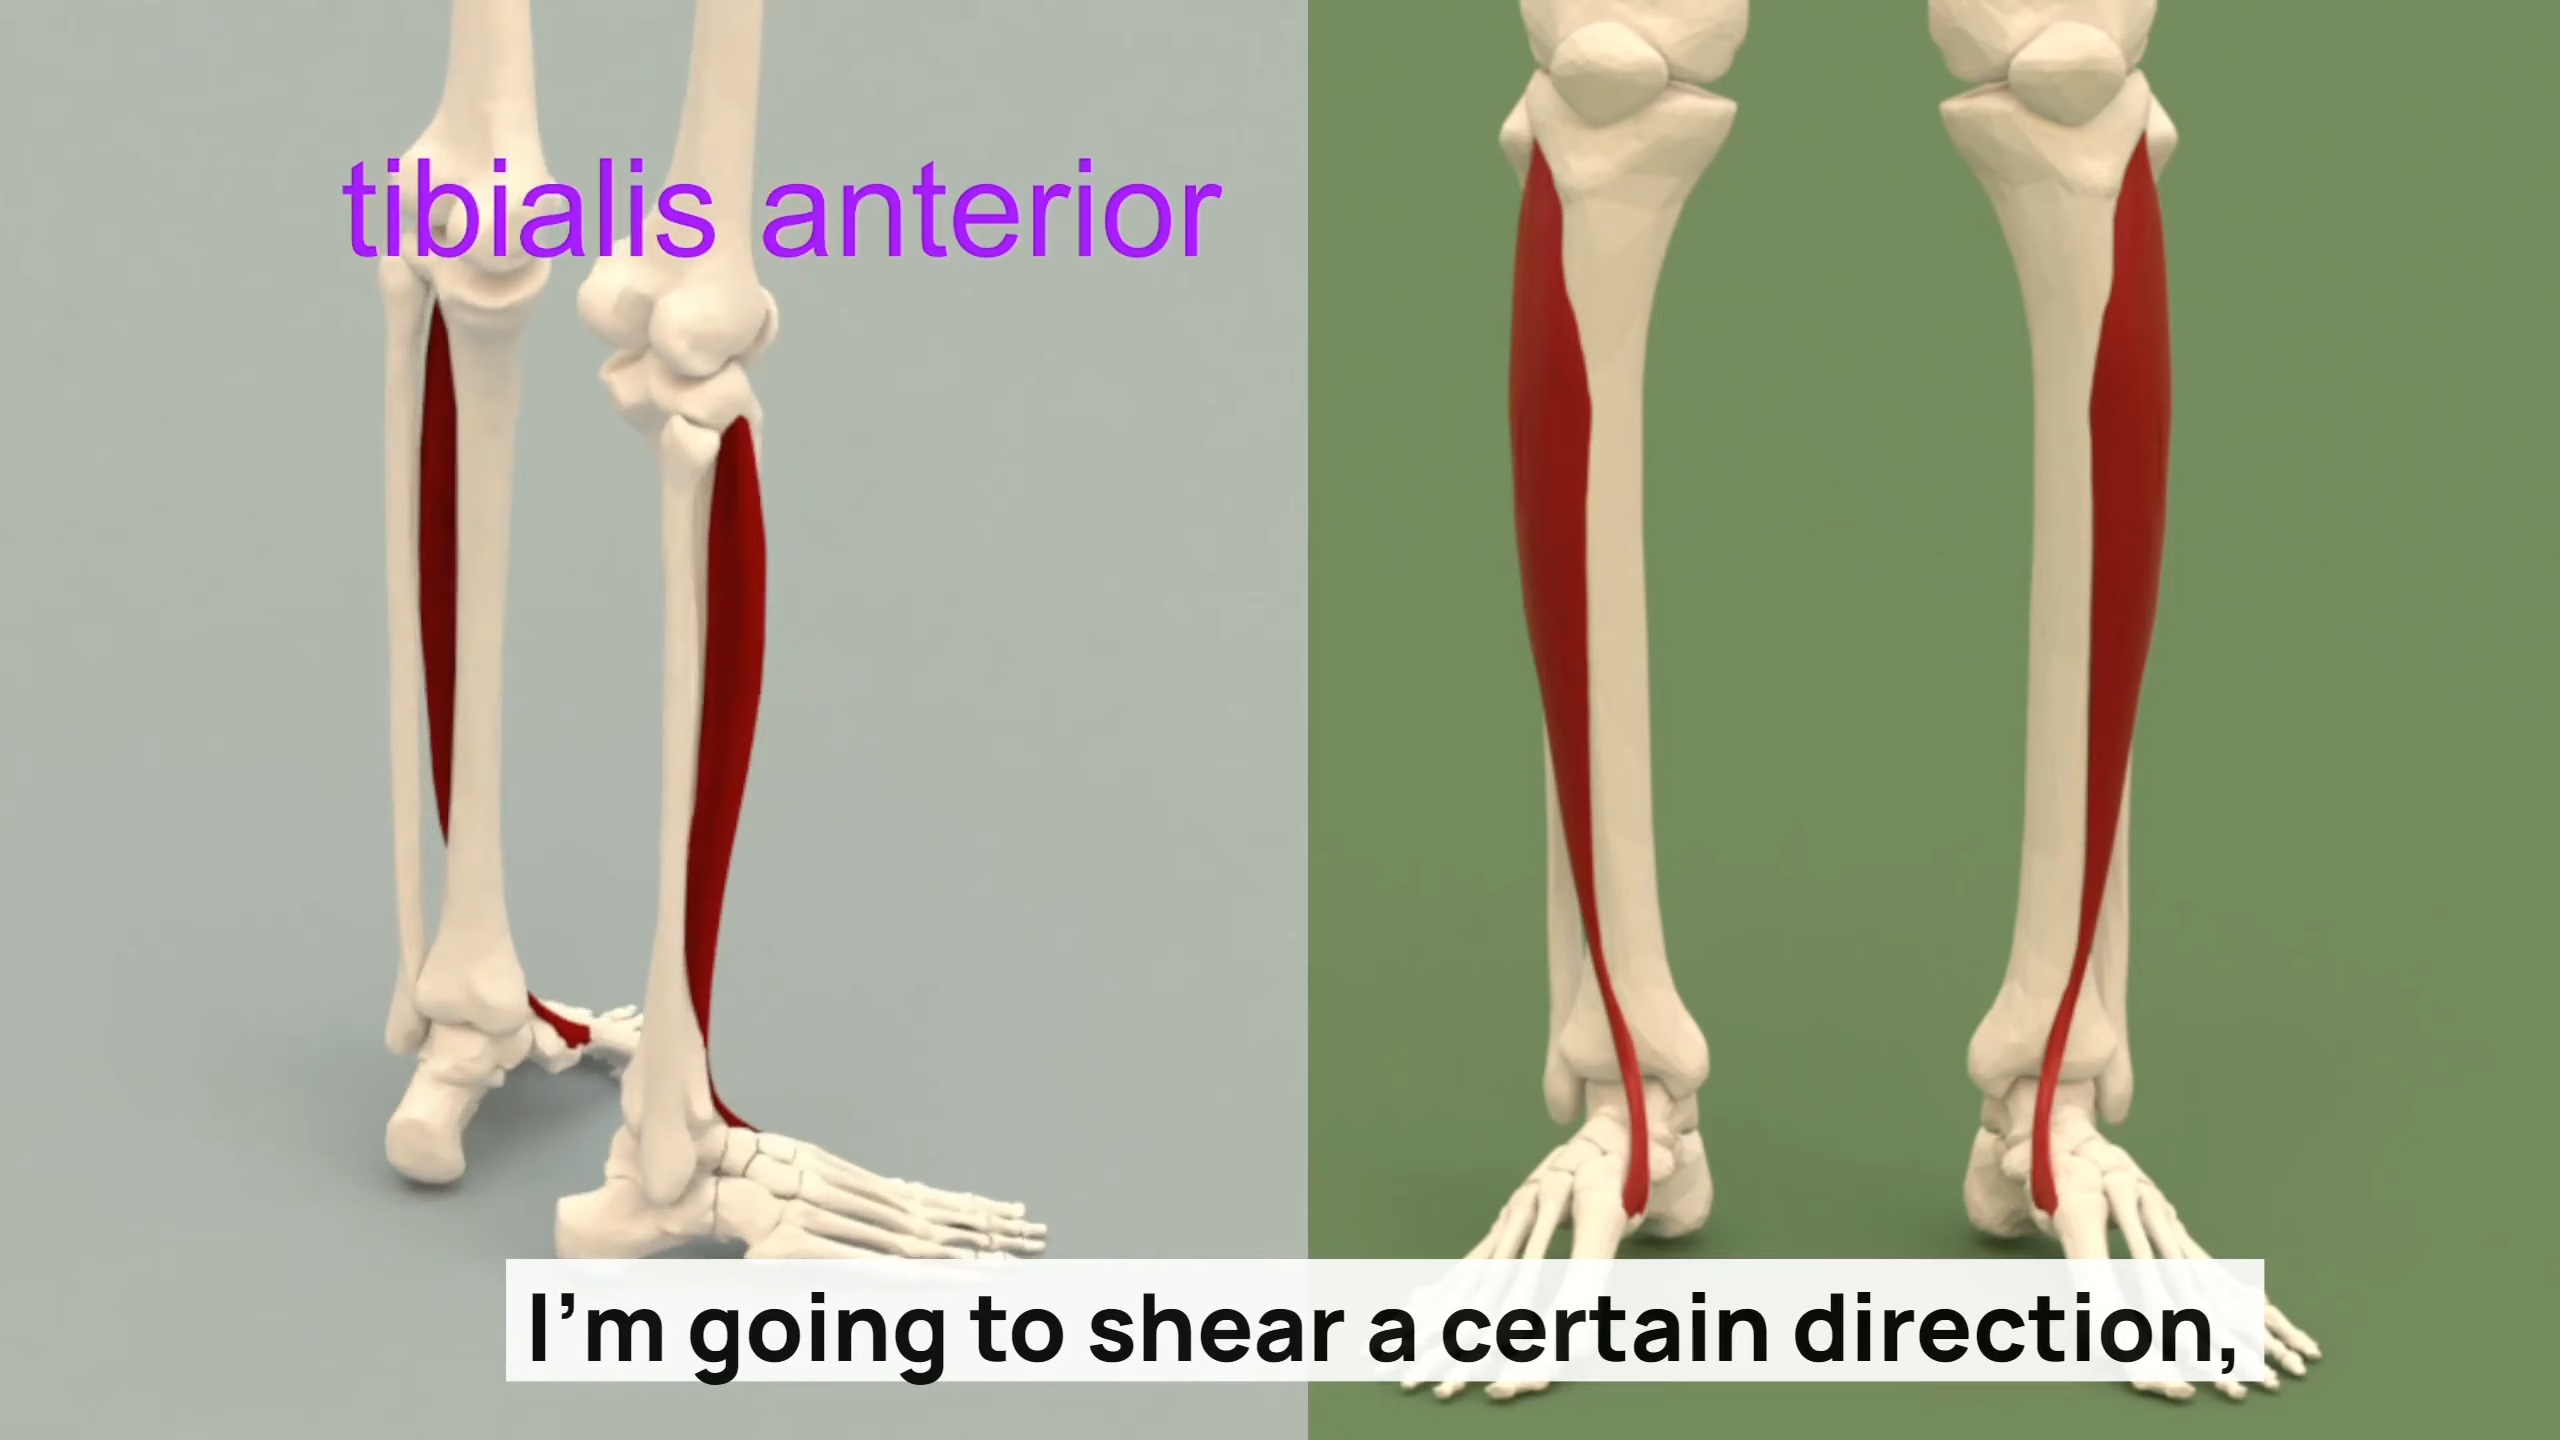 tibialis anterior
I’m going to shear a certain direction,